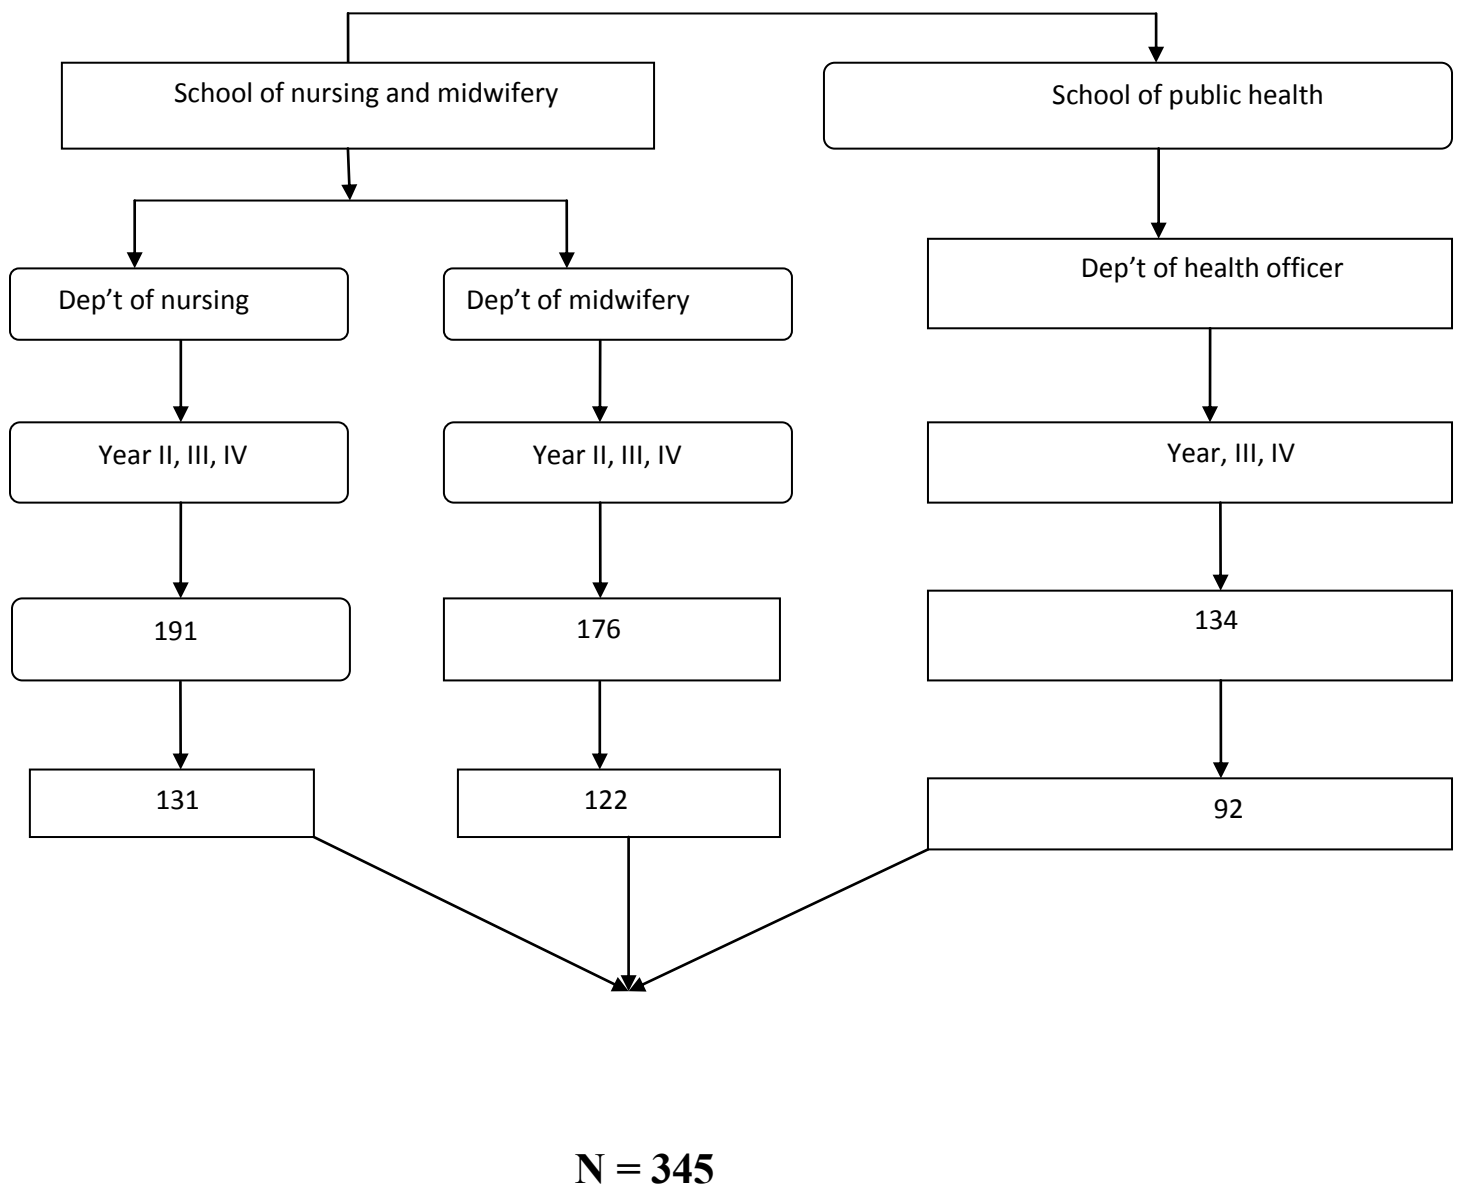 School of nursing and midwifery
School of public health
Dep’t of nursing
Dep’t of midwifery
Dep’t of health officer
Year II, III, IV
Year II, III, IV
Year, III, IV
191
176
134
131
122
92
N = 345